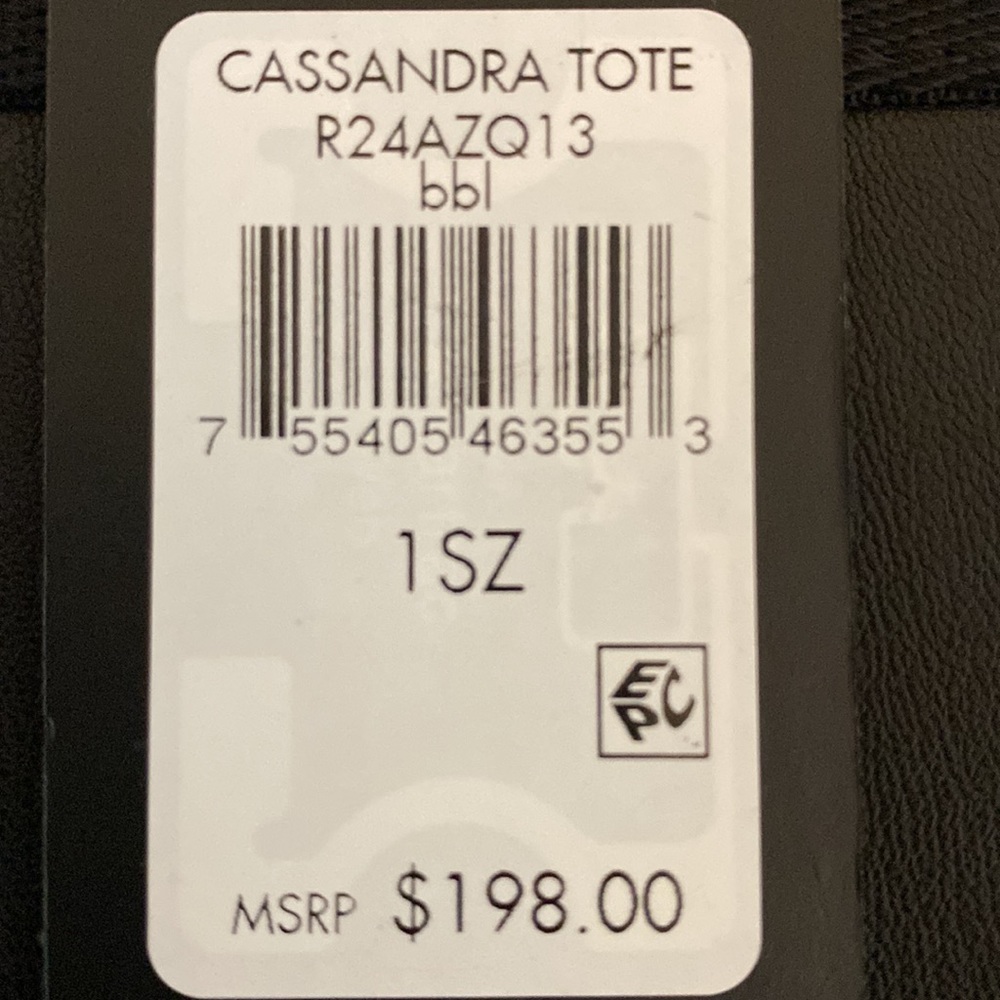 CASSANDRA TOTE
R24AZQ13
bbl
7 55405 46355 3
1SZ
EPC
MSRP $198.00